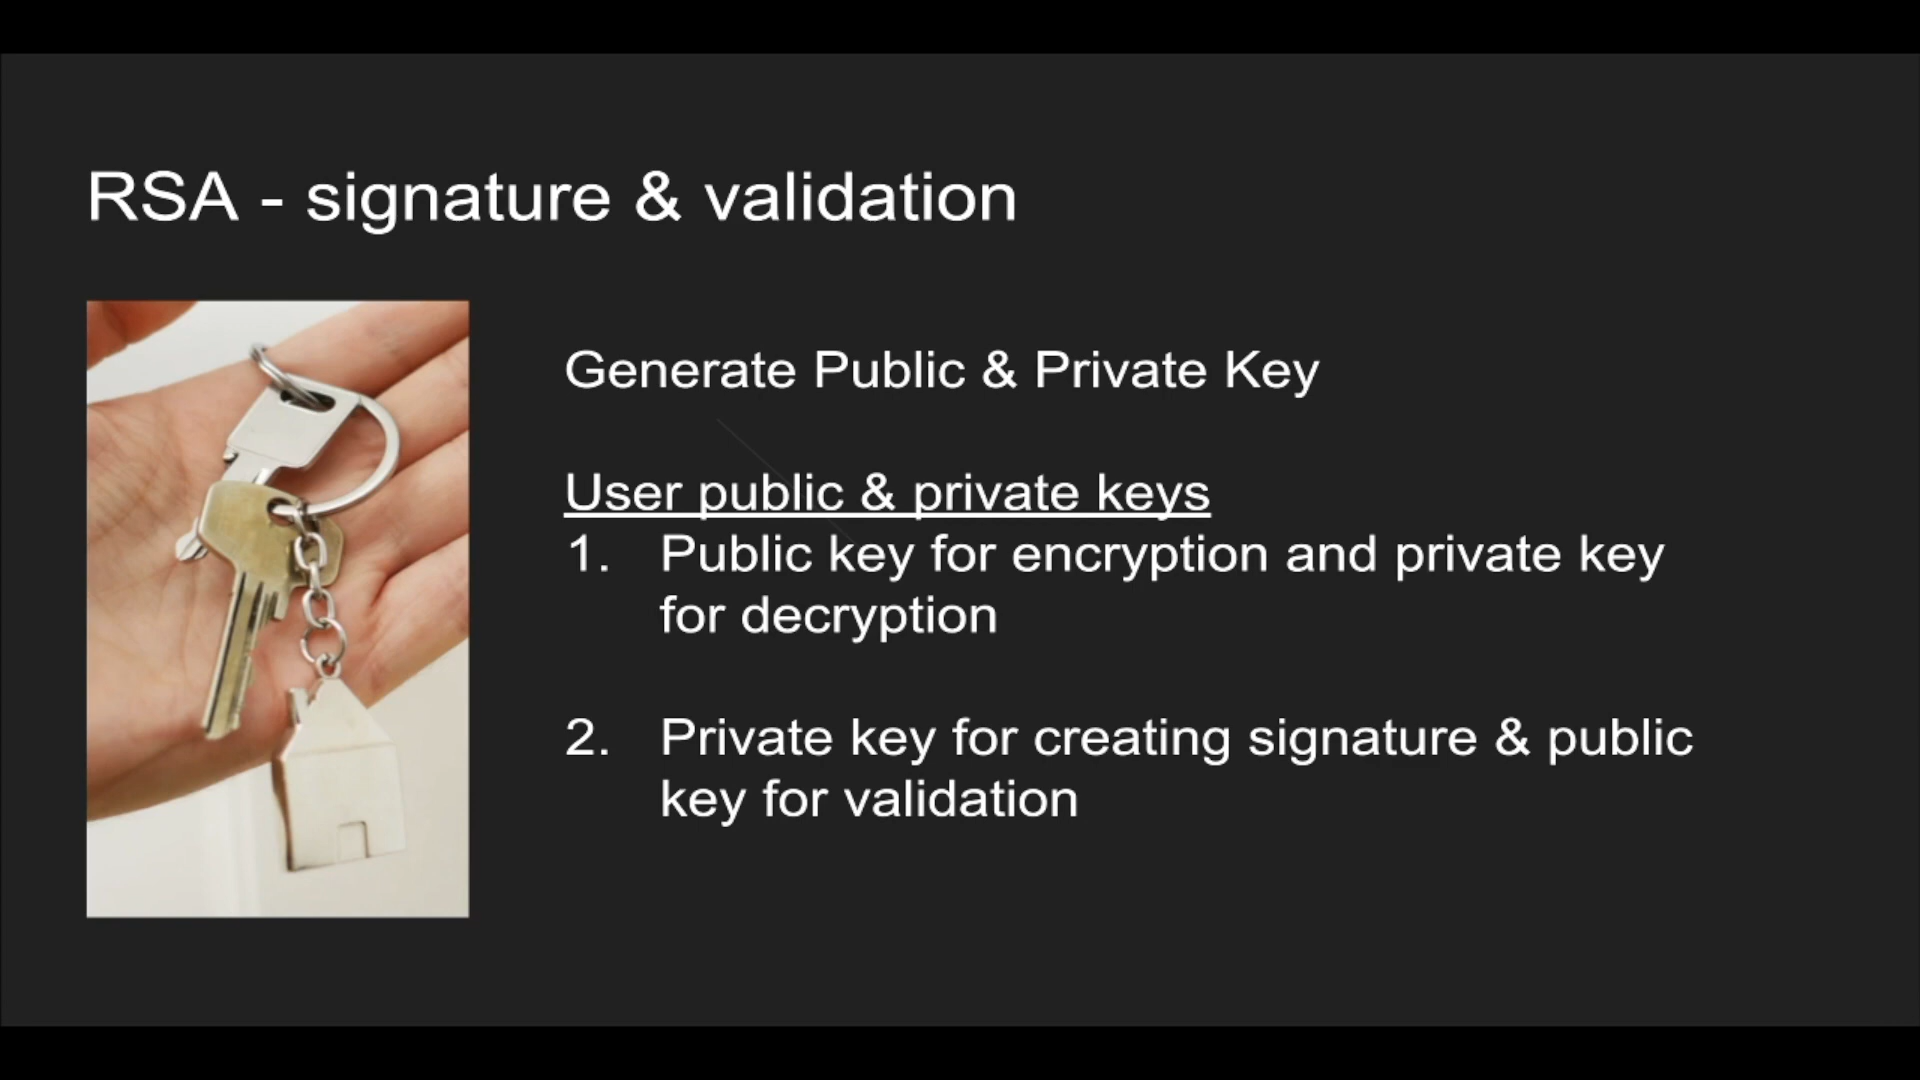 RSA - signature & validation
Generate Public & Private Key
User public & private keys
1. Public key for encryption and private key
for decryption
2. Private key for creating signature & public
key for validation